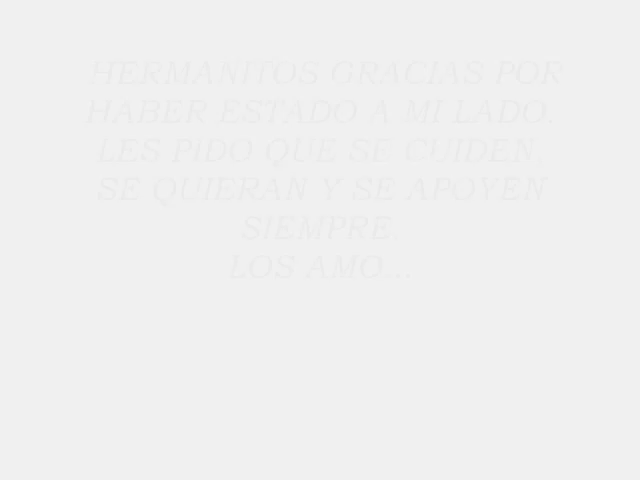 HERMANITOS GRACIAS POR
HABER ESTADO A MI LADO.
LES PIDO QUE SE CUIDEN,
SE QUIERAN Y SE APOYEN
SIEMPRE.
LOS AMO...